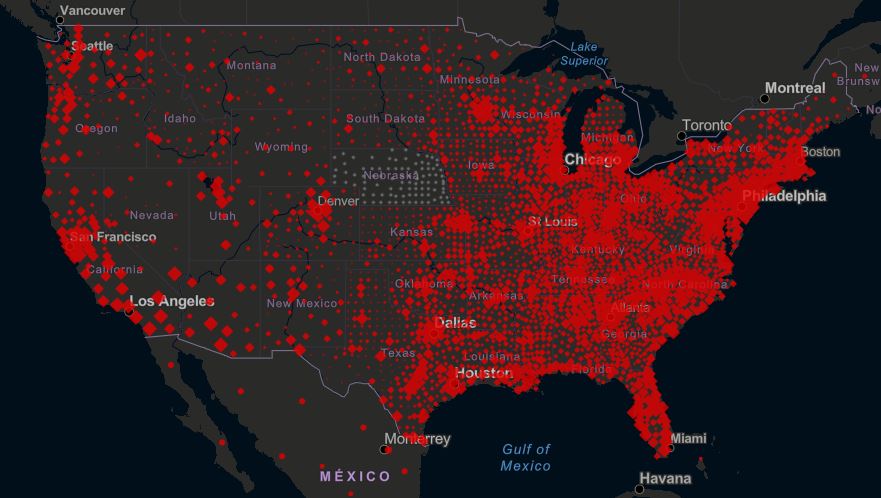 Vancouver
Seattle
Montana
North Dakota
Minnesota
Lake
Superior
Montreal
New
Brunsw
No
Oregon
Idaho
South Dakota
Wisconsin
Michigan
Toronto
New York
Boston
Wyoming
Iowa
Chicago
Nebraska
Nevada
Utah
Denver
Ohio
Philadelphia
San Francisco
Kansas
St Louis
Kentucky
Virginia
California
Oklahoma
Tennessee
North Carolina
Los Angeles
New Mexico
Arkansas
Atlanta
Dallas
Georgia
Texas
Louisiana
Houston
Florida
Monterrey
Miami
Gulf of
Mexico
MÉXICO
Havana